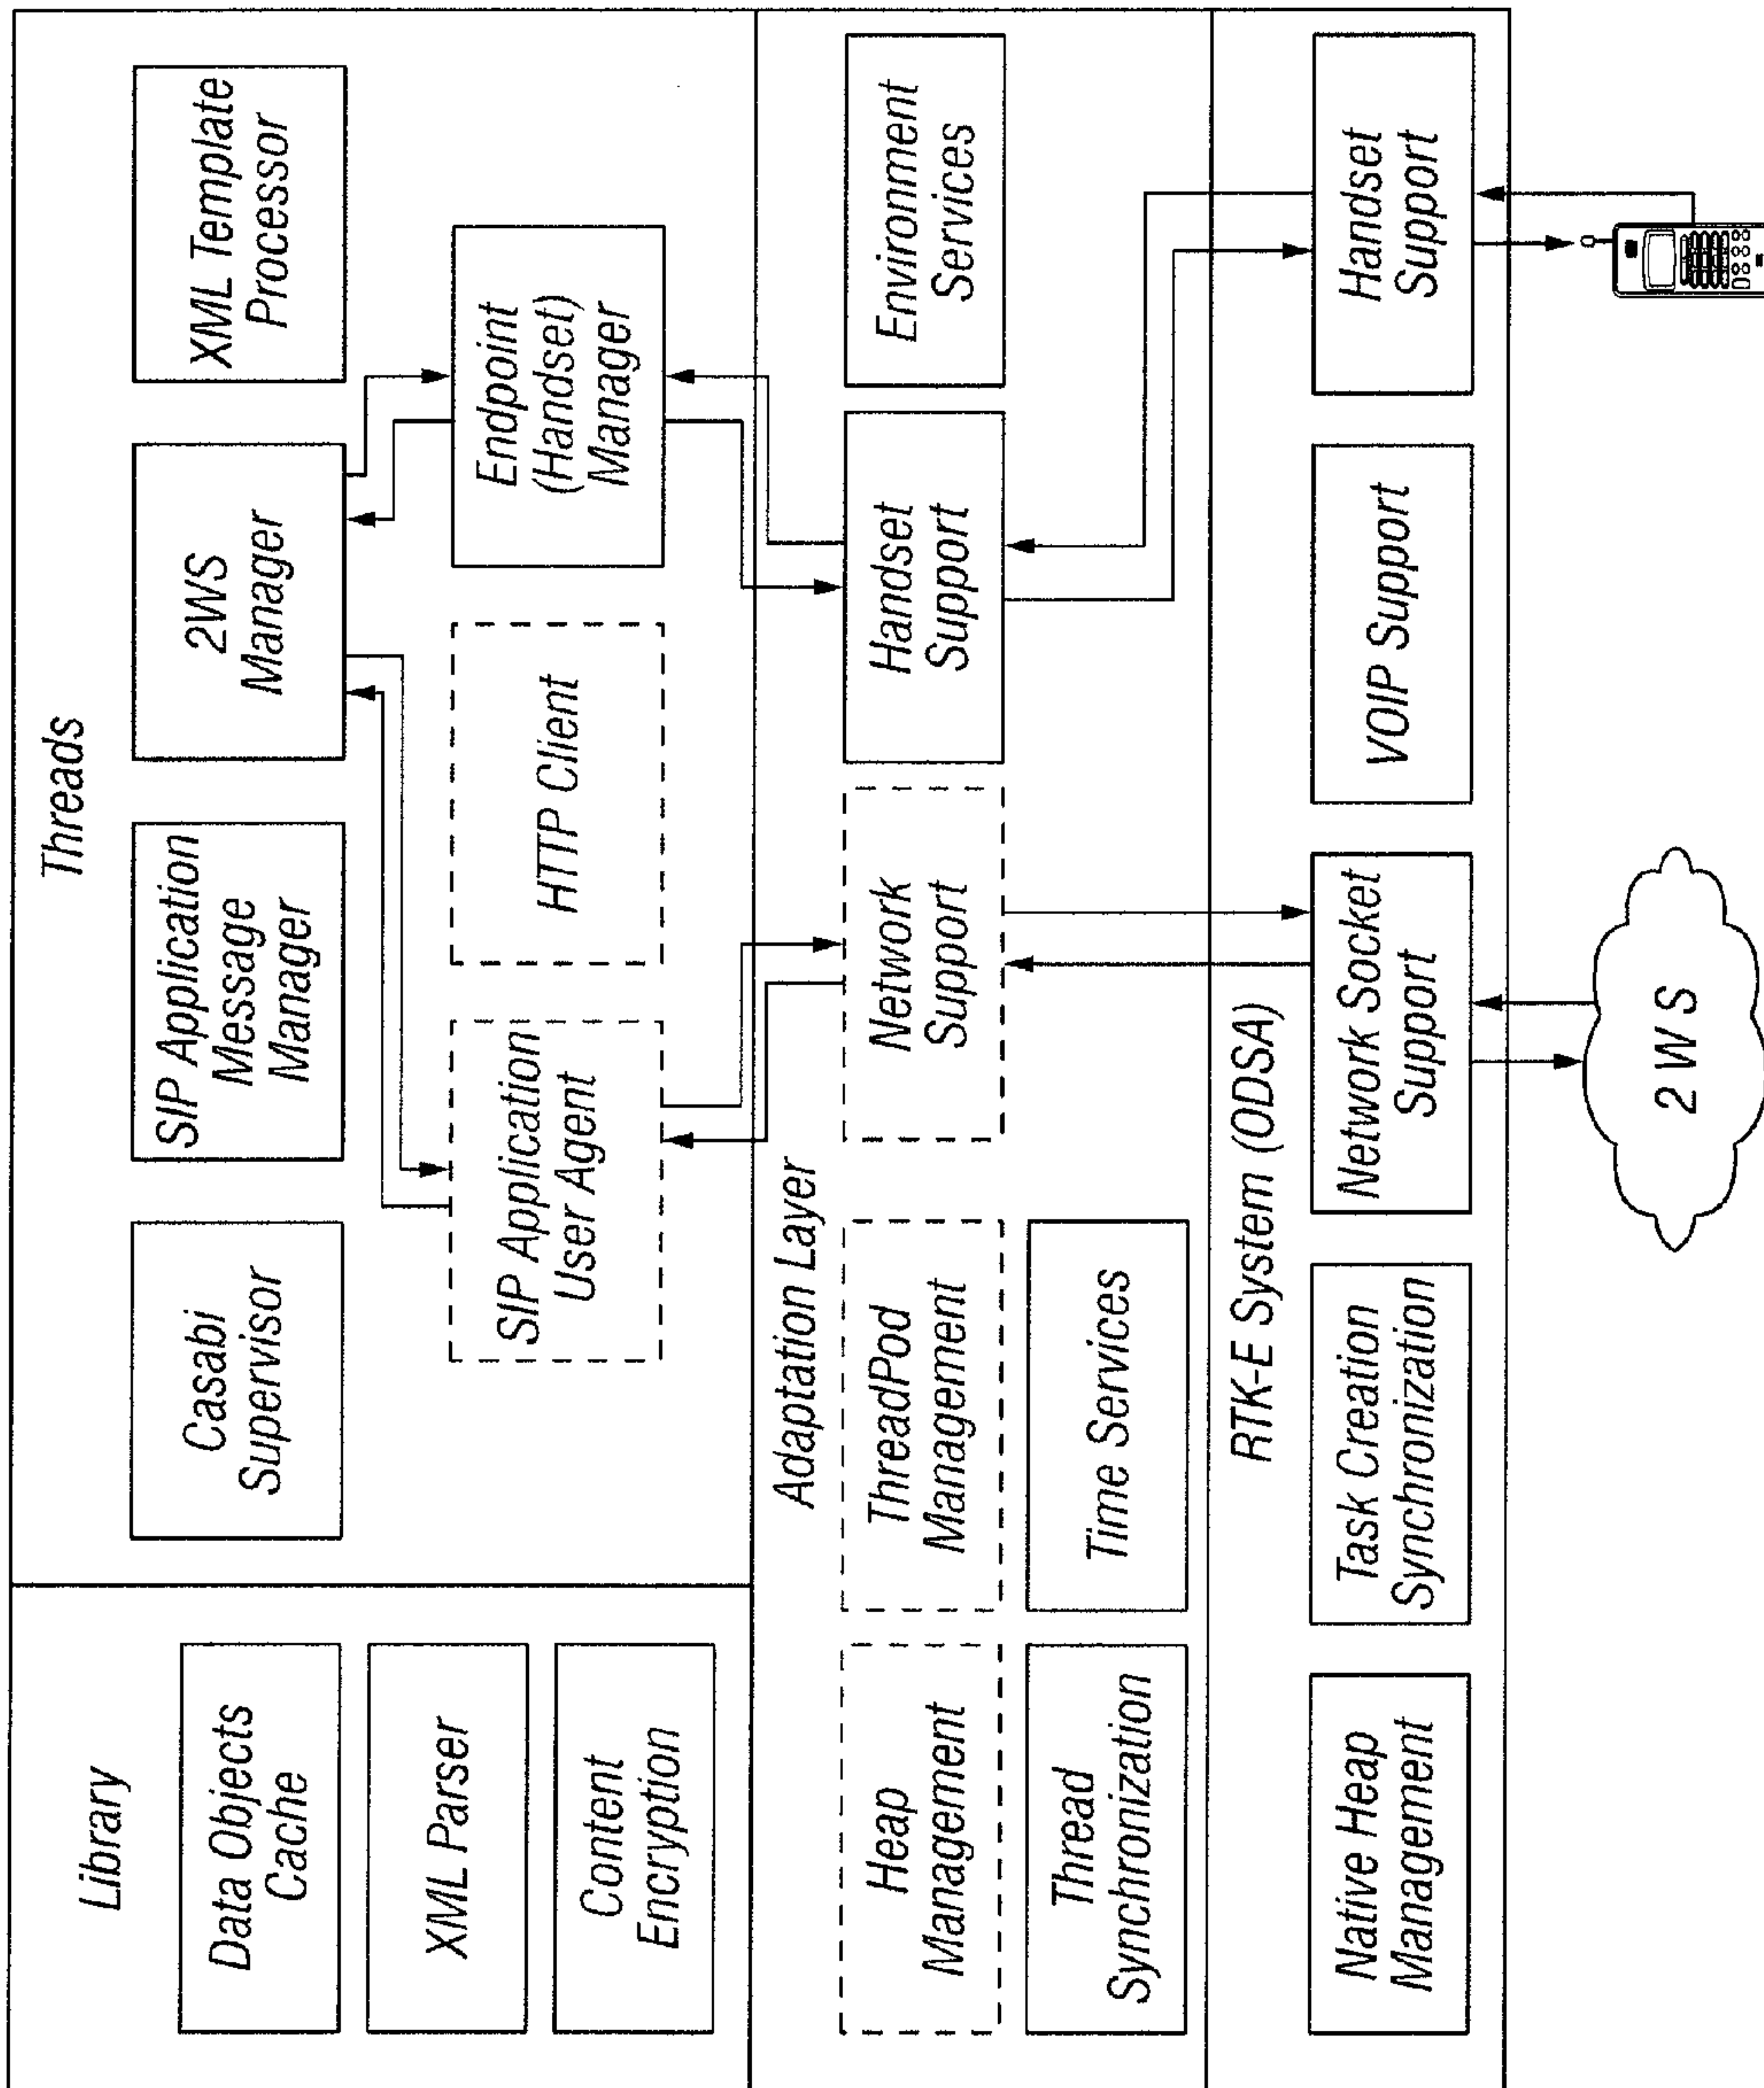 Library
Data Objects
Cache
XML Parser
Content
Encryption
Threads
Casabi
Supervisor
SIP Application
Message
Manager
2WS
Manager
XML Template
Processor
SIP Application
User Agent
HTTP Client
Endpoint
(Handset)
Manager
Adaptation Layer
Heap
Management
ThreadPod
Management
Network
Support
Handset
Support
Environment
Services
Thread
Synchronization
Time Services
RTK-E System (ODSA)
Native Heap
Management
Task Creation
Synchronization
Network Socket
Support
VOIP Support
Handset
Support
2 W S